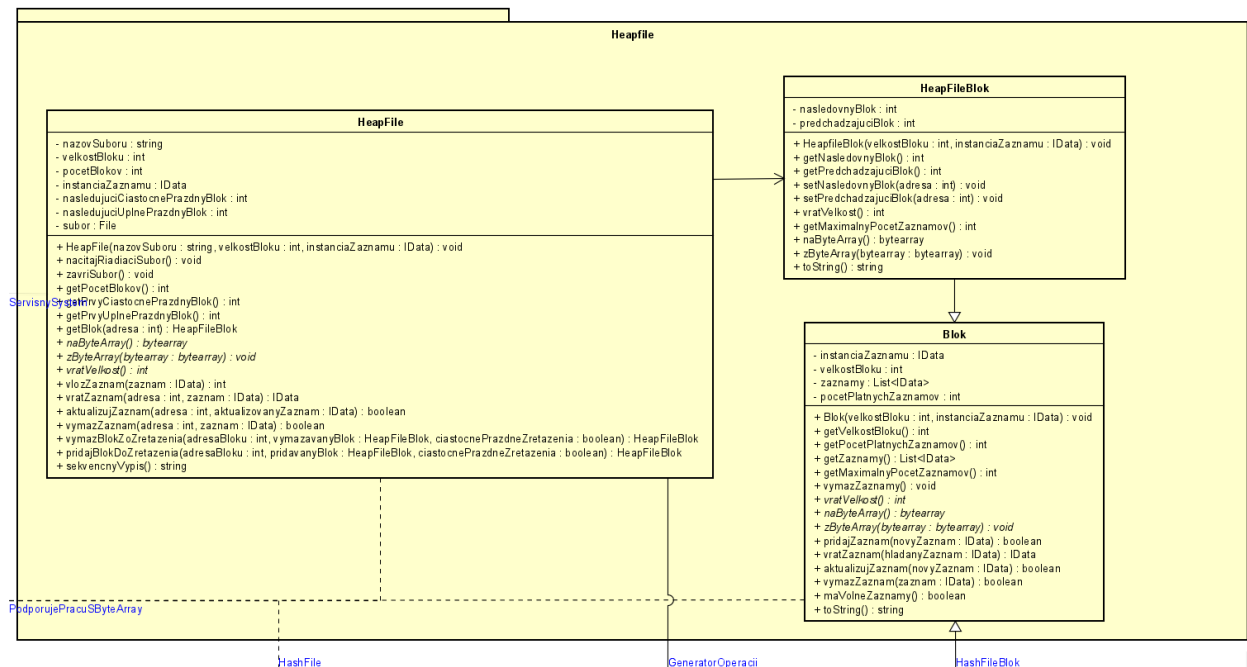 Heapfile
HeapFile
- nazovSuboru : string
- velkostBloku : int
- pocetBlokov : int
- instanciaZaznamu : IData
- nasledujuciCiastocnePrazdnyBlok : int
- nasledujuciUplnePrazdnyBlok : int
- subor : File
+ HeapFile(nazovSuboru : string, velkostBloku : int, instanciaZaznamu : IData) : void
+ nacitajRiadiaciSubor() : void
+ zavriSubor() : void
+ getPocetBlokov() : int
+ getPrvyCiastocnePrazdnyBlok() : int
+ getPrvyUplnePrazdnyBlok() : int
+ getBlok(adresa : int) : HeapFileBlok
+ naByteArray() : bytearray
+ zByteArray(bytearray : bytearray) : void
+ vratVelkost() : int
+ vlozZaznam(zaznam : IData) : int
+ vratZaznam(adresa : int, zaznam : IData) : IData
+ aktualizujZaznam(adresa : int, aktualizovanyZaznam : IData) : boolean
+ vymazZaznam(adresa : int, zaznam : IData) : boolean
+ vymazBlokZoZretazenia(adresaBloku : int, vymazavanyBlok : HeapFileBlok, ciastocnePrazdneZretazenia : boolean) : HeapFileBlok
+ pridajBlokDoZretazenia(adresaBloku : int, pridavanyBlok : HeapFileBlok, ciastocnePrazdneZretazenia : boolean) : HeapFileBlok
+ sekvencnyVypis() : string
HeapFileBlok
- nasledovnyBlok : int
- predchadzajuciBlok : int
+ HeapfileBlok(velkostBloku : int, instanciaZaznamu : IData) : void
+ getNasledovnyBlok() : int
+ getPredchadzajuciBlok() : int
+ setNasledovnyBlok(adresa : int) : void
+ setPredchadzajuciBlok(adresa : int) : void
+ vratVelkost() : int
+ getMaximalnyPocetZaznamov() : int
+ naByteArray() : bytearray
+ zByteArray(bytearray : bytearray) : void
+ toString() : string
Blok
- instanciaZaznamu : IData
- velkostBloku : int
- zaznamy : List<IData>
- pocetPlatnychZaznamov : int
+ Blok(velkostBloku : int, instanciaZaznamu : IData) : void
+ getVelkostBloku() : int
+ getPocetPlatnychZaznamov() : int
+ getZaznamy() : List<IData>
+ getMaximalnyPocetZaznamov() : int
+ vymazZaznamy() : void
+ vratVelkost() : int
+ naByteArray() : bytearray
+ zByteArray(bytearray : bytearray) : void
+ pridajZaznam(novyZaznam : IData) : boolean
+ vratZaznam(hladanyZaznam : IData) : IData
+ aktualizujZaznam(novyZaznam : IData) : boolean
+ vymazZaznam(zaznam : IData) : boolean
+ maVolneZaznamy() : boolean
+ toString() : string
ServisnySystem
PodporujePracuSByteArray
HashFile
GeneratorOperacii
HashFileBlok